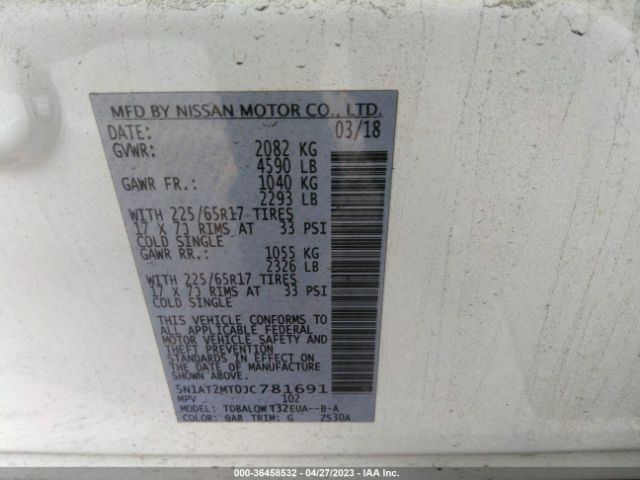 MFD BY NISSAN MOTOR CO., LTD.
DATE: 03/18
GVWR: 2082 KG
4590 LB
GAWR FR.: 1040 KG
2293 LB
WITH 225/65R17 TIRES
17 X 7J RIMS AT 33 PSI
COLD SINGLE
GAWR RR.: 1055 KG
2326 LB
WITH 225/65R17 TIRES
17 X 7J RIMS AT 33 PSI
COLD SINGLE
THIS VEHICLE CONFORMS TO
ALL APPLICABLE FEDERAL
MOTOR VEHICLE SAFETY AND
THEFT PREVENTION
STANDARDS IN EFFECT ON
THE DATE OF MANUFACTURE
SHOWN ABOVE.
5N1AT2MT0JC781691
MPV 102
MODEL: TDBALQW T32EUA--B-A
COLOR: QAB TRIM: G 2530A
000-36458532 - 04/27/2023 - IAA Inc.